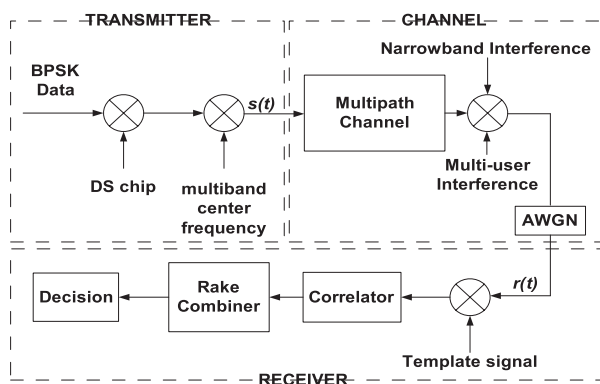 TRANSMITTER
BPSK
Data
DS chip
multiband
center
frequency
s(t)
CHANNEL
Narrowband Interference
Multipath
Channel
Multi-user
Interference
AWGN
r(t)
Template signal
Correlator
Rake
Combiner
Decision
RECEIVER